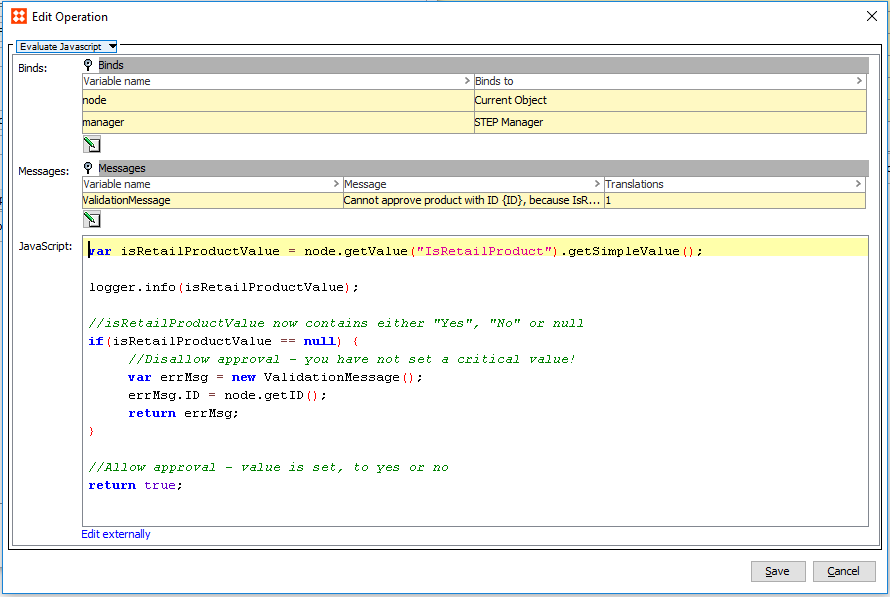 Edit Operation
Evaluate Javascript
Binds:
Binds
Variable name > Binds to >
node Current Object
manager STEP Manager
Messages:
Messages
Variable name > Message > Translations >
ValidationMessage Cannot approve product with ID {ID}, because IsR... 1
JavaScript:
var isRetailProductValue = node.getValue("IsRetailProduct").getSimpleValue();
logger.info(isRetailProductValue);
//isRetailProductValue now contains either "Yes", "No" or null
if(isRetailProductValue == null) {
//Disallow approval - you have not set a critical value!
var errMsg = new ValidationMessage();
errMsg.ID = node.getID();
return errMsg;
}
//Allow approval - value is set, to yes or no
return true;
Edit externally
Save Cancel